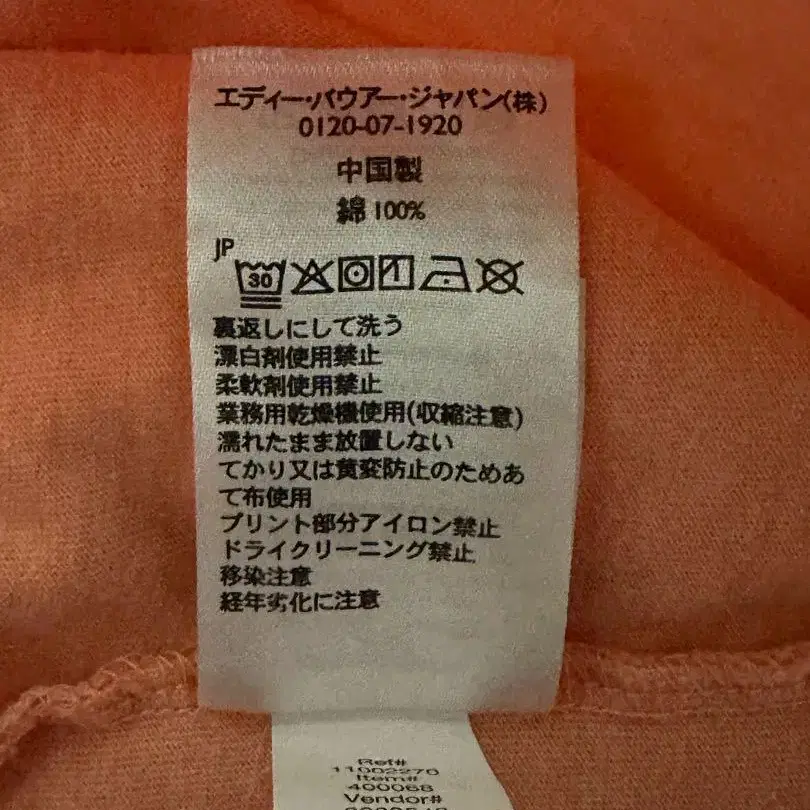 エディー・バウアー・ジャパン(株)
0120-07-1920
中国製
綿 100%
JP
30
裏返しにして洗う
漂白剤使用禁止
柔軟剤使用禁止
業務用乾燥機使用(収縮注意)
濡れたまま放置しない
てかり又は黄変防止のためあ
て布使用
プリント部分アイロン禁止
ドライクリーニング禁止
移染注意
経年劣化に注意
Ref#
11002270
Item#
400068
Vendor#